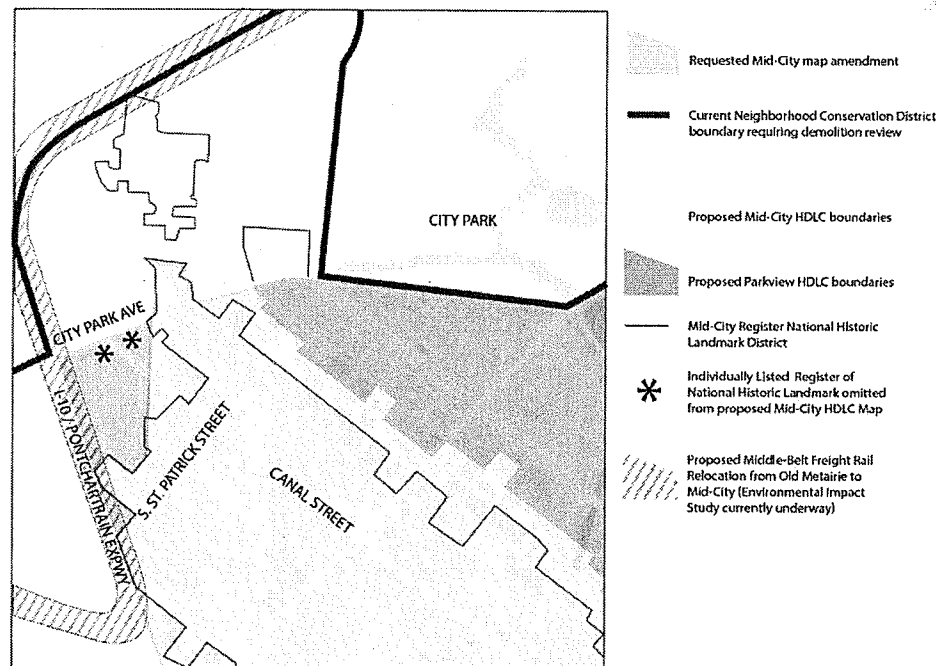 CITY PARK
CITY PARK AVE
I-10 / PONTCHARTRAIN EXPWY
S. ST. PATRICK STREET
CANAL STREET
Requested Mid-City map amendment
Current Neighborhood Conservation District
boundary requiring demolition review
Proposed Mid-City HDLC boundaries
Proposed Parkview HDLC boundaries
Mid-City Register National Historic
Landmark District
Individually Listed Register of
National Historic Landmark omitted
from proposed Mid-City HDLC Map
Proposed Middle-Belt Freight Rail
Relocation from Old Metairie to
Mid-City (Environmental Impact
Study currently underway)